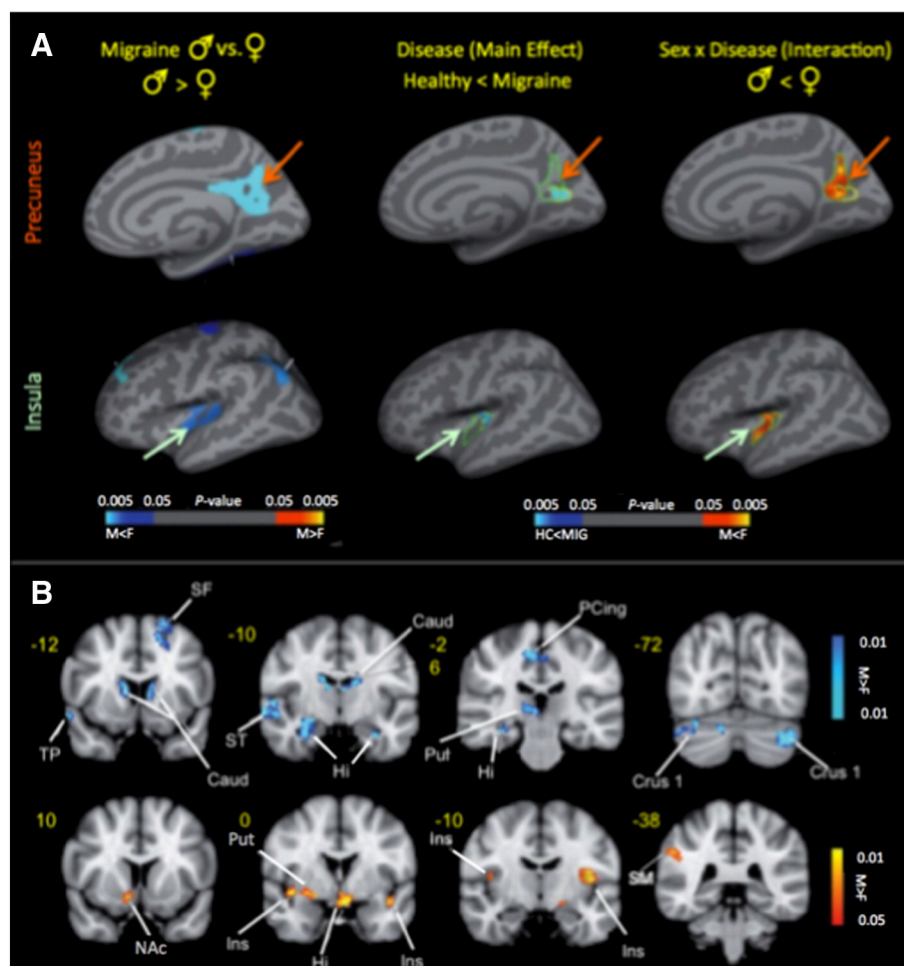 A
Migraine ♂ vs. ♀
♂ > ♀
Disease (Main Effect)
Healthy < Migraine
Sex x Disease (Interaction)
♂ < ♀
Precuneus
Insula
0.005 0.05 P-value 0.05 0.005
M<F M>F
0.005 0.05 P-value 0.05 0.005
HC<MIG M<F
B
-12
SF
TP
Caud
-10
Caud
ST
Hi
-2
6
PCing
Put
Hi
-72
Crus 1
Crus 1
0.01
M>F
0.01
10
NAc
0
Put
Ins
Hi
Ins
-10
Ins
Ins
-38
SM
0.01
M>F
0.05